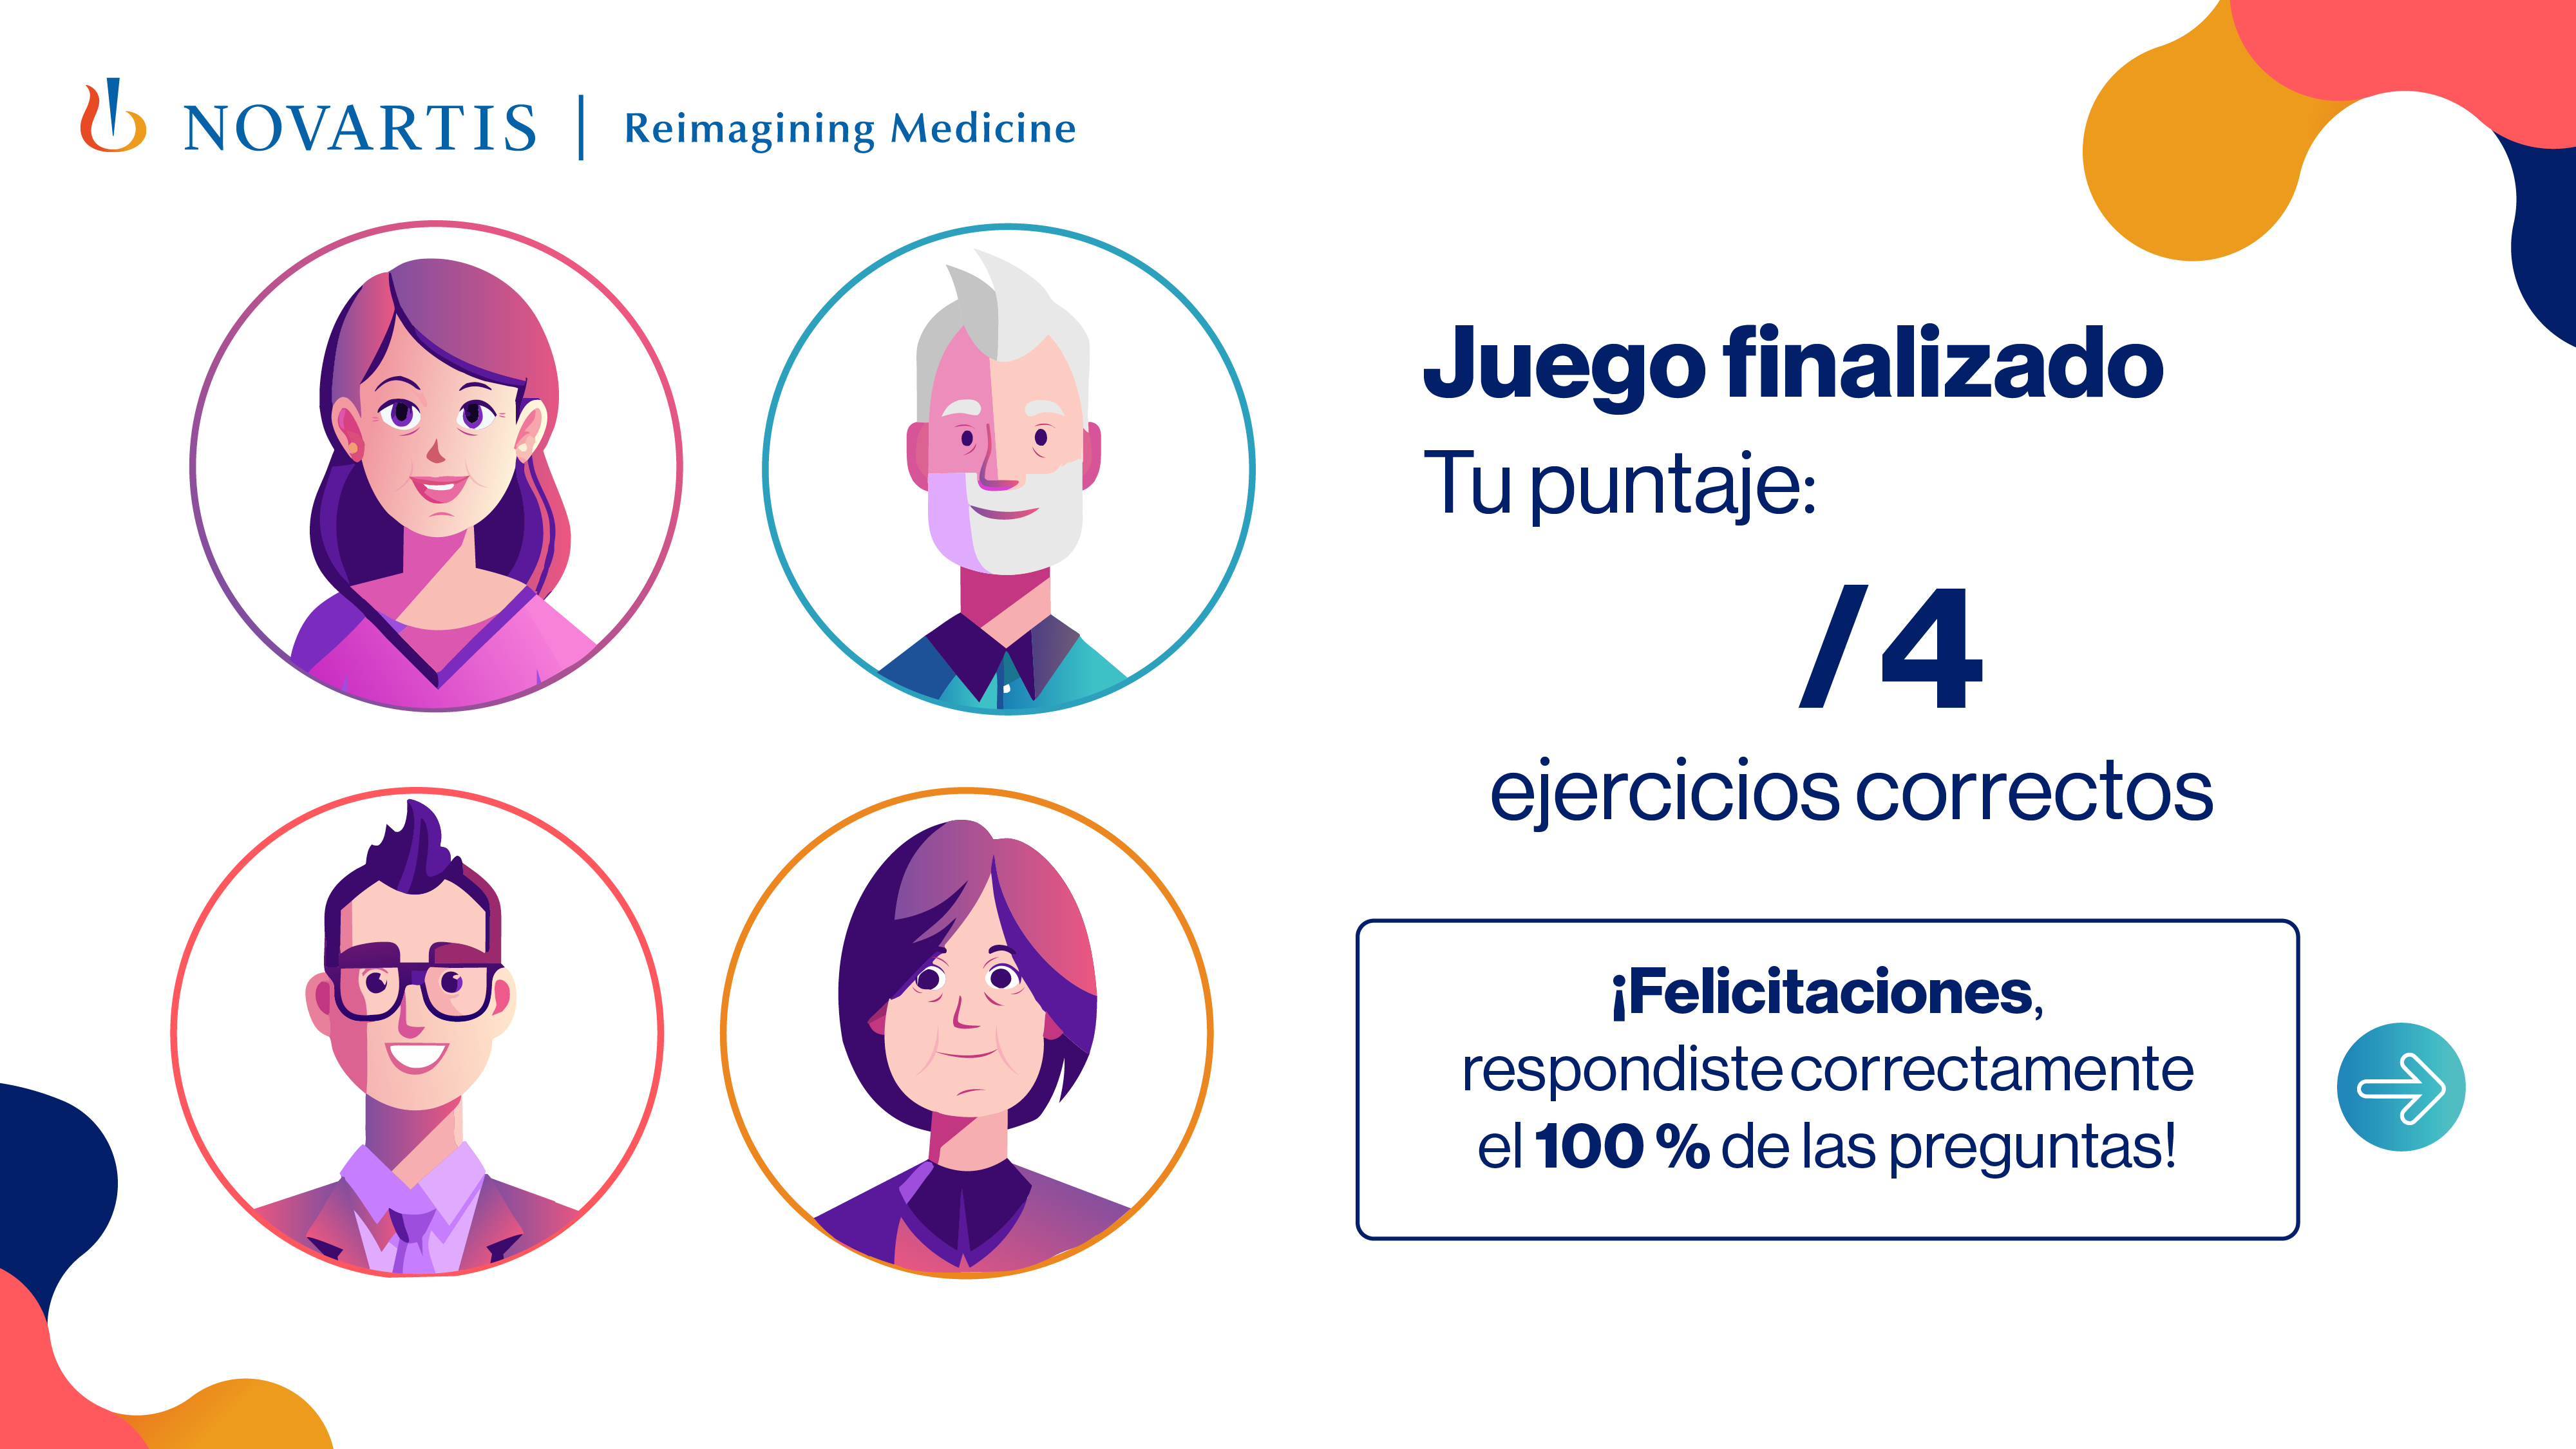 NOVARTIS | Reimagining Medicine
Juego finalizado
Tu puntaje:
/4
ejercicios correctos
¡Felicitaciones,
respondiste correctamente
el 100 % de las preguntas!